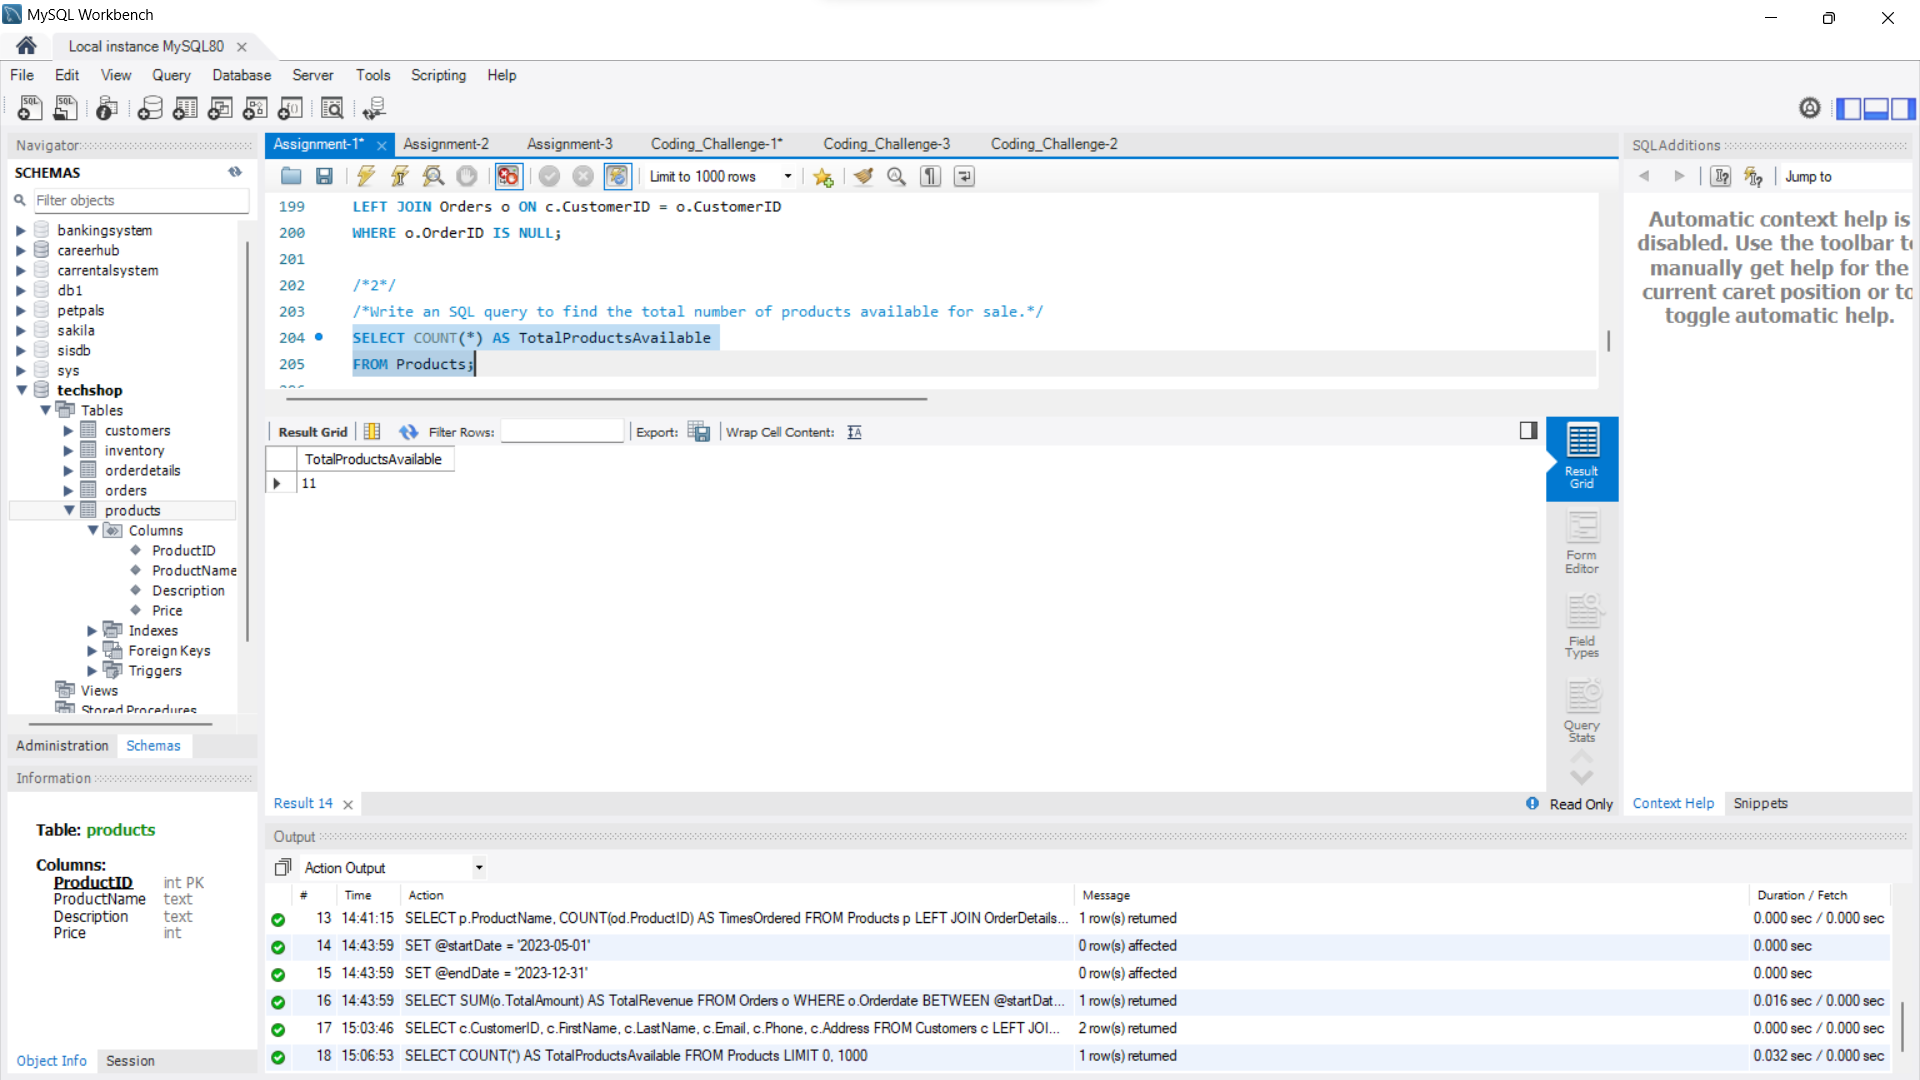 MySQL Workbench
Local instance MySQL80
File Edit View Query Database Server Tools Scripting Help
Navigator
SCHEMAS
Filter objects
bankingsystem
careerhub
carrentalsystem
db1
petpals
sakila
sisdb
sys
techshop
Tables
customers
inventory
orderdetails
orders
products
Columns
ProductID
ProductName
Description
Price
Indexes
Foreign Keys
Triggers
Views
Stored Procedures
Administration Schemas
Information
Table: products
Columns:
ProductID int PK
ProductName text
Description text
Price int
Object Info Session
Assignment-1* Assignment-2 Assignment-3 Coding_Challenge-1* Coding_Challenge-3 Coding_Challenge-2
Limit to 1000 rows
199 LEFT JOIN Orders o ON c.CustomerID = o.CustomerID
200 WHERE o.OrderID IS NULL;
201
202 /*2*/
203 /*Write an SQL query to find the total number of products available for sale.*/
204 SELECT COUNT(*) AS TotalProductsAvailable
205 FROM Products;
206
Result Grid Filter Rows: Export: Wrap Cell Content:
TotalProductsAvailable
11
Result Grid
Form Editor
Field Types
Query Stats
Result 14 Read Only
SQLAdditions
Jump to
Automatic context help is
disabled. Use the toolbar t
manually get help for the
current caret position or to
toggle automatic help.
Context Help Snippets
Output
Action Output
# Time Action Message Duration / Fetch
13 14:41:15 SELECT p.ProductName, COUNT(od.ProductID) AS TimesOrdered FROM Products p LEFT JOIN OrderDetails... 1 row(s) returned 0.000 sec / 0.000 sec
14 14:43:59 SET @startDate = '2023-05-01' 0 row(s) affected 0.000 sec
15 14:43:59 SET @endDate = '2023-12-31' 0 row(s) affected 0.000 sec
16 14:43:59 SELECT SUM(o.TotalAmount) AS TotalRevenue FROM Orders o WHERE o.Orderdate BETWEEN @startDat... 1 row(s) returned 0.016 sec / 0.000 sec
17 15:03:46 SELECT c.CustomerID, c.FirstName, c.LastName, c.Email, c.Phone, c.Address FROM Customers c LEFT JOI... 2 row(s) returned 0.000 sec / 0.000 sec
18 15:06:53 SELECT COUNT(*) AS TotalProductsAvailable FROM Products LIMIT 0, 1000 1 row(s) returned 0.032 sec / 0.000 sec